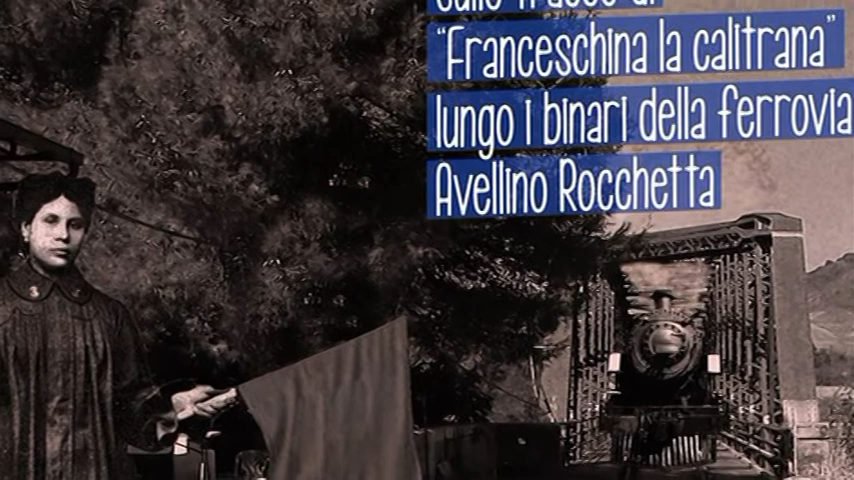 “Franceschina la calitrana”
lungo i binari della ferrovia
Avellino Rocchetta